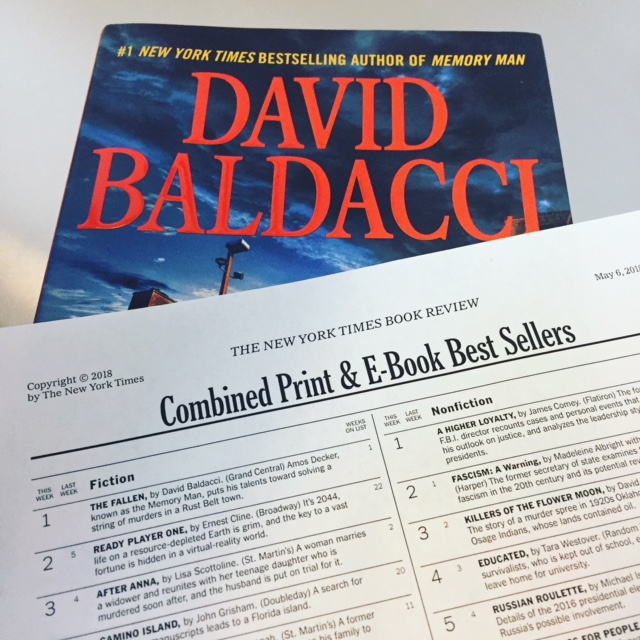 #1 NEW YORK TIMES BESTSELLING AUTHOR OF MEMORY MAN
DAVID
BALDACCI
May 6, 201
THE NEW YORK TIMES BOOK REVIEW
Copyright © 2018
by The New York Times
Combined Print & E-Book Best Sellers
THIS WEEK
LAST WEEK
Fiction
WEEKS ON LIST
1
THE FALLEN, by David Baldacci. (Grand Central) Amos Decker,
known as the Memory Man, puts his talents toward solving a
string of murders in a Rust Belt town.
1
2
5
READY PLAYER ONE, by Ernest Cline. (Broadway) It's 2044,
life on a resource-depleted Earth is grim, and the key to a vast
fortune is hidden in a virtual-reality world.
22
3
4
AFTER ANNA, by Lisa Scottoline. (St. Martin's) A woman marries
a widower and reunites with her teenage daughter who is
murdered soon after, and the husband is put on trial for it.
2
CAMINO ISLAND, by John Grisham. (Doubleday) A search for
manuscripts leads to a Florida island.
20
(St. Martin's) A former
his family to
11
THIS WEEK
LAST WEEK
Nonfiction
1
A HIGHER LOYALTY, by James Comey. (Flatiron) The fo
F.B.I. director recounts cases and personal events that
his outlook on justice, and analyzes the leadership
presidents.
2
1
FASCISM: A Warning, by Madeleine Albright wi
(Harper) The former secretary of state examines
fascism in the 20th century and its potential rev
3
2
KILLERS OF THE FLOWER MOON, by David
The story of a murder spree in 1920s Oklah
Osage Indians, whose lands contained oil.
4
3
EDUCATED, by Tara Westover. (Random
survivalists, who is kept out of school, e
leave home for university.
5
4
RUSSIAN ROULETTE, by Michael
Details of the 2016 presidential ele
Russia's possible involvement.
FOR PEOPLE